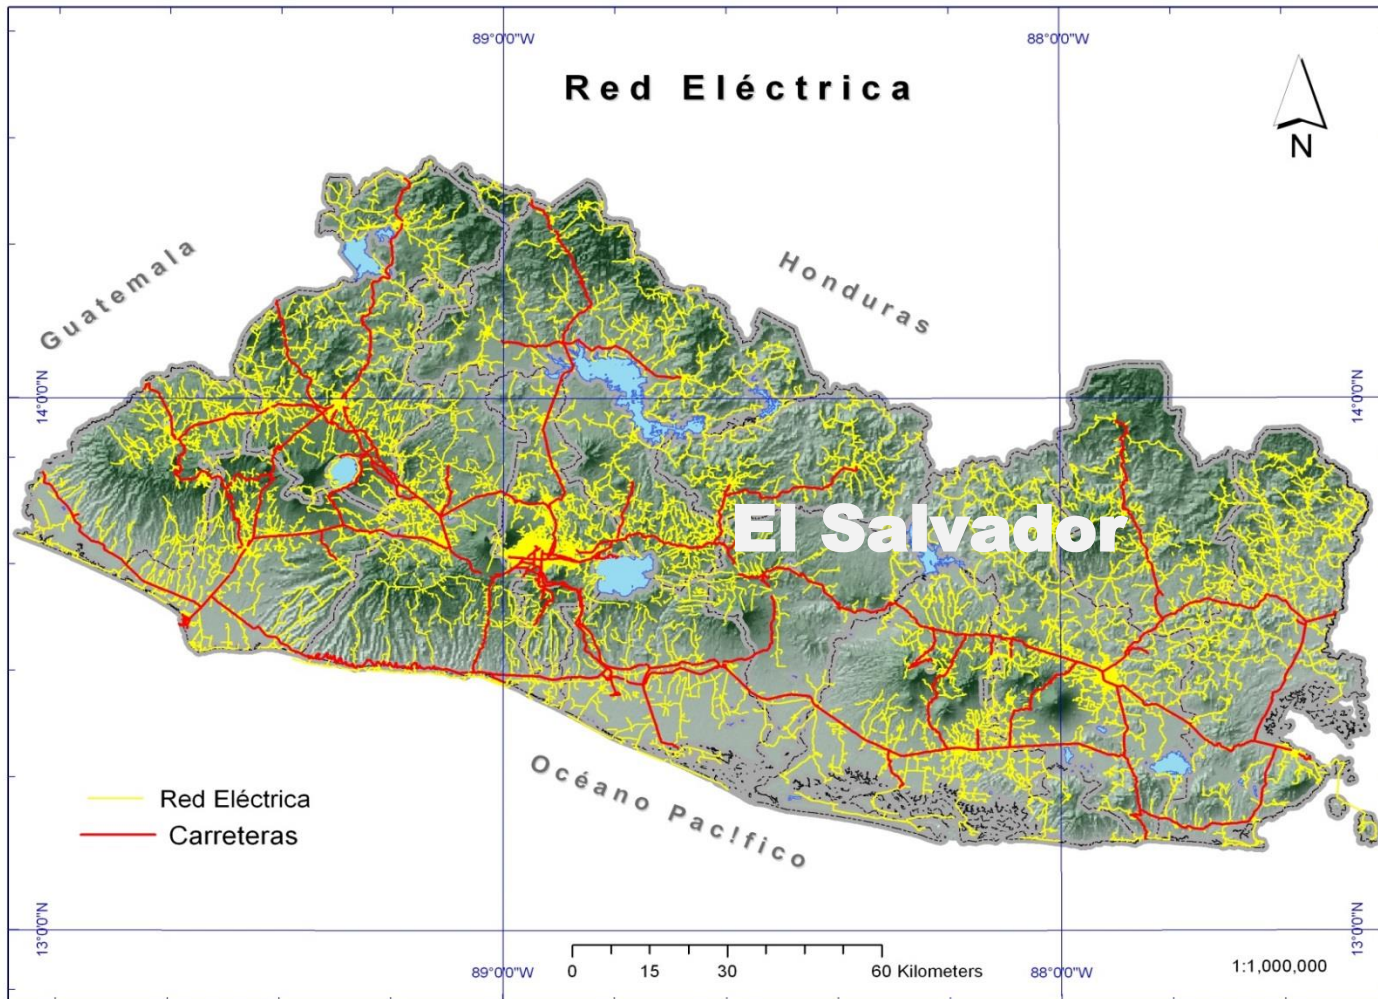 89°0'0"W
88°0'0"W
Red Eléctrica
N
Guatemala
Honduras
14°0'0"N
14°0'0"N
El Salvador
Océano Pac!fico
Red Eléctrica
Carreteras
13°0'0"N
13°0'0"N
89°0'0"W
88°0'0"W
0 15 30 60 Kilometers
1:1,000,000